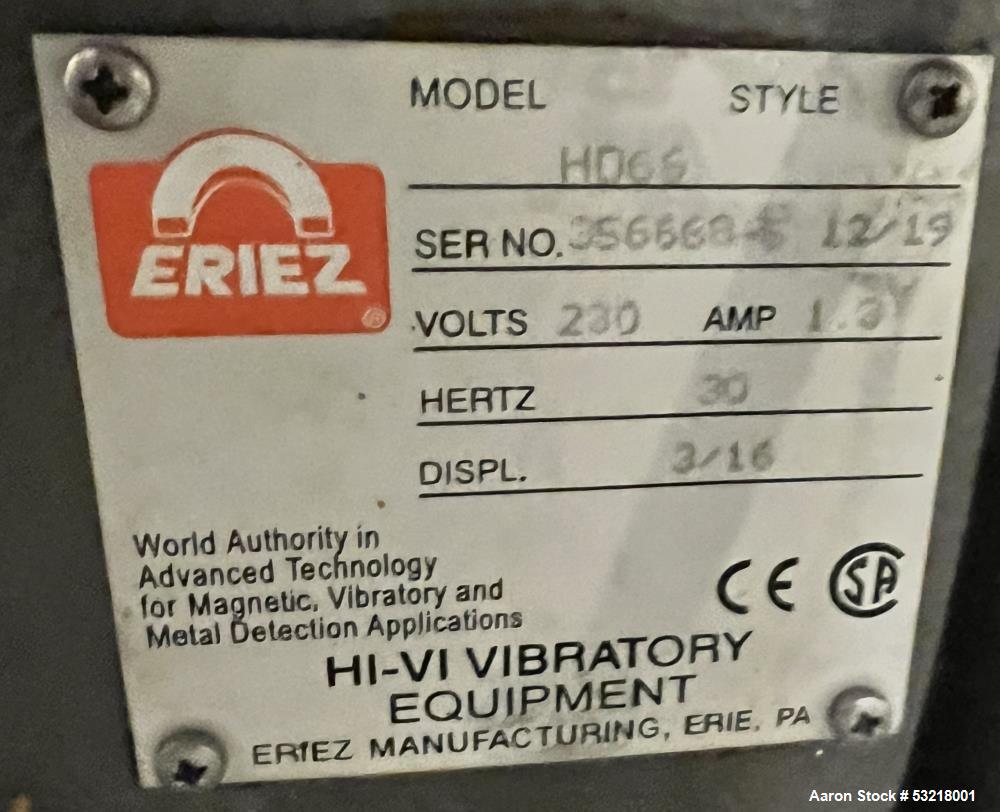 MODEL STYLE
ERIEZ ®
SER NO. 12/19
VOLTS 230 AMP
HERTZ 30
DISPL. 3/16
World Authority in
Advanced Technology
for Magnetic, Vibratory and
Metal Detection Applications
CE SA
HI-VI VIBRATORY
EQUIPMENT
ERIEZ MANUFACTURING, ERIE, PA
Aaron Stock # 53218001